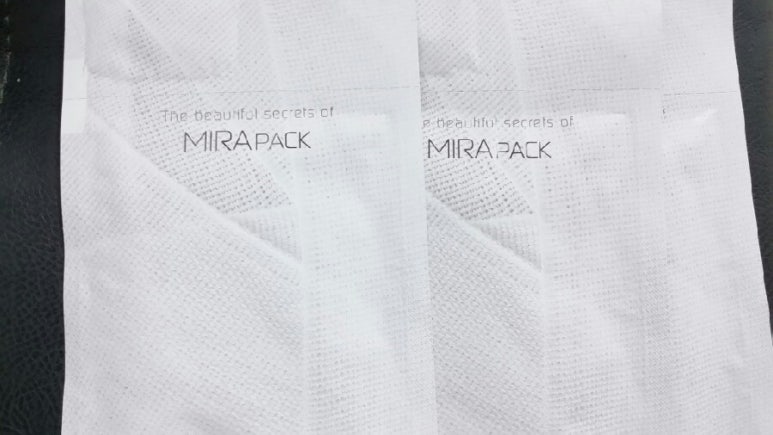 The beautiful secrets of
MIRAPACK
e beautiful secrets of
MIRAPACK